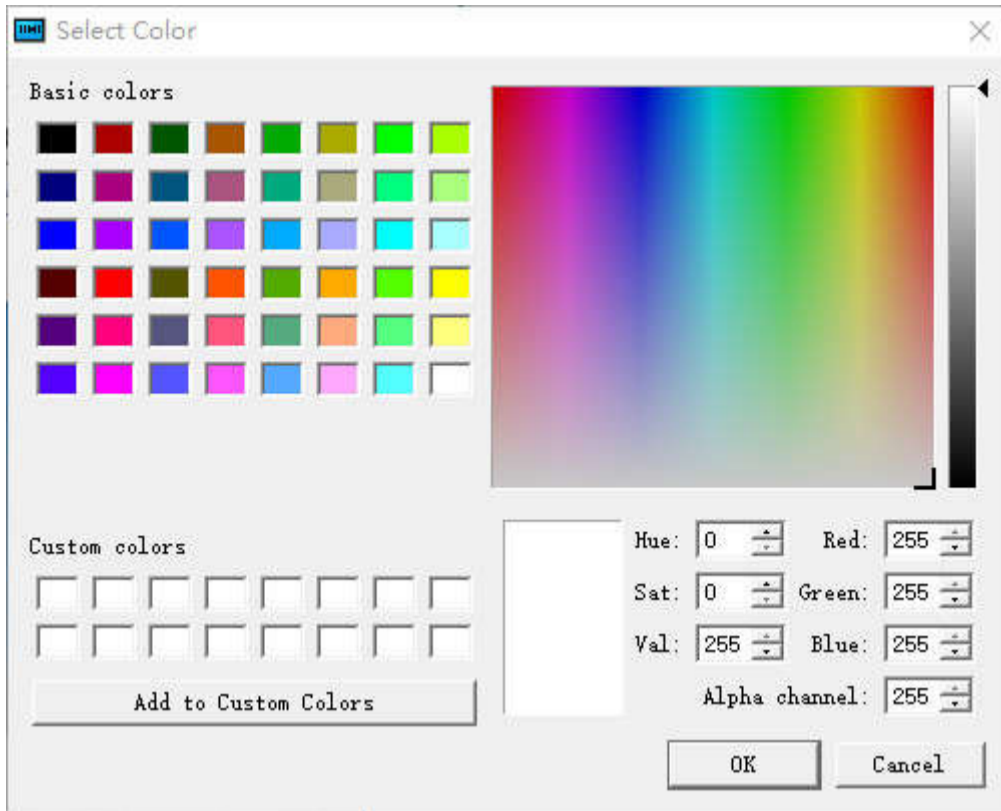 Select Color
Basic colors
Custom colors
Add to Custom Colors
Hue: 0 Red: 255
Sat: 0 Green: 255
Val: 255 Blue: 255
Alpha channel: 255
OK Cancel